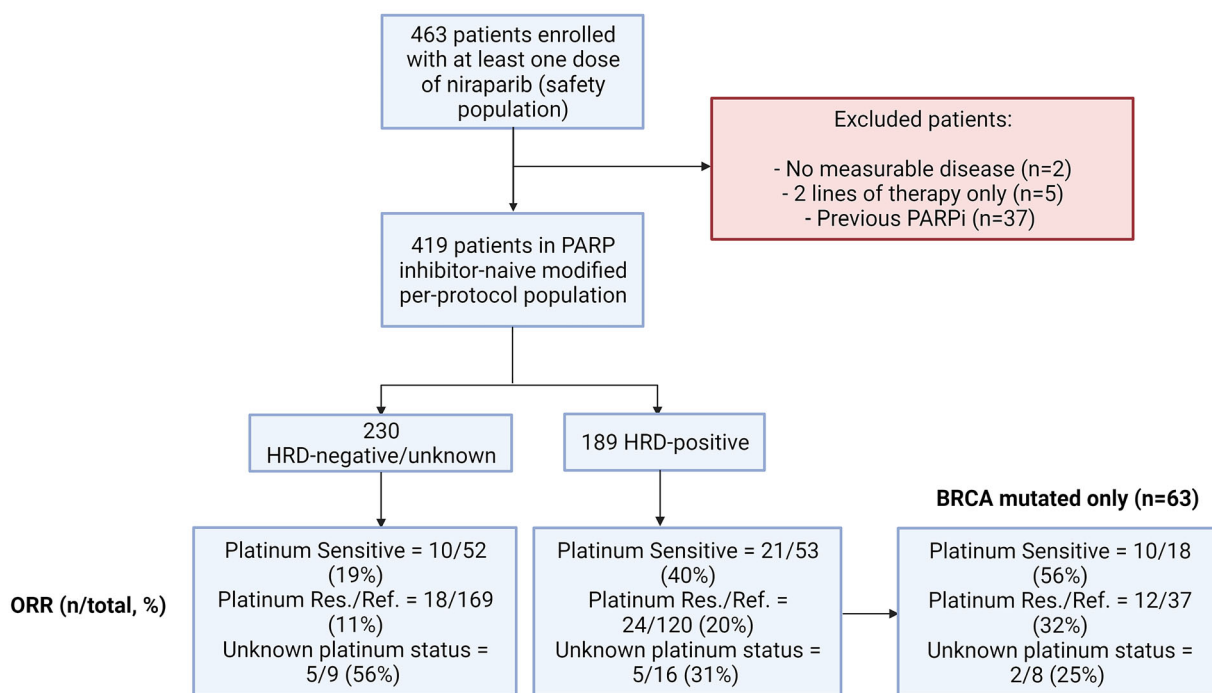 463 patients enrolled
with at least one dose
of niraparib (safety
population)
Excluded patients:
- No measurable disease (n=2)
- 2 lines of therapy only (n=5)
- Previous PARPi (n=37)
419 patients in PARP
inhibitor-naive modified
per-protocol population
230
HRD-negative/unknown
189 HRD-positive
BRCA mutated only (n=63)
ORR (n/total, %)
Platinum Sensitive = 10/52
(19%)
Platinum Res./Ref. = 18/169
(11%)
Unknown platinum status =
5/9 (56%)
Platinum Sensitive = 21/53
(40%)
Platinum Res./Ref. =
24/120 (20%)
Unknown platinum status =
5/16 (31%)
Platinum Sensitive = 10/18
(56%)
Platinum Res./Ref. = 12/37
(32%)
Unknown platinum status =
2/8 (25%)